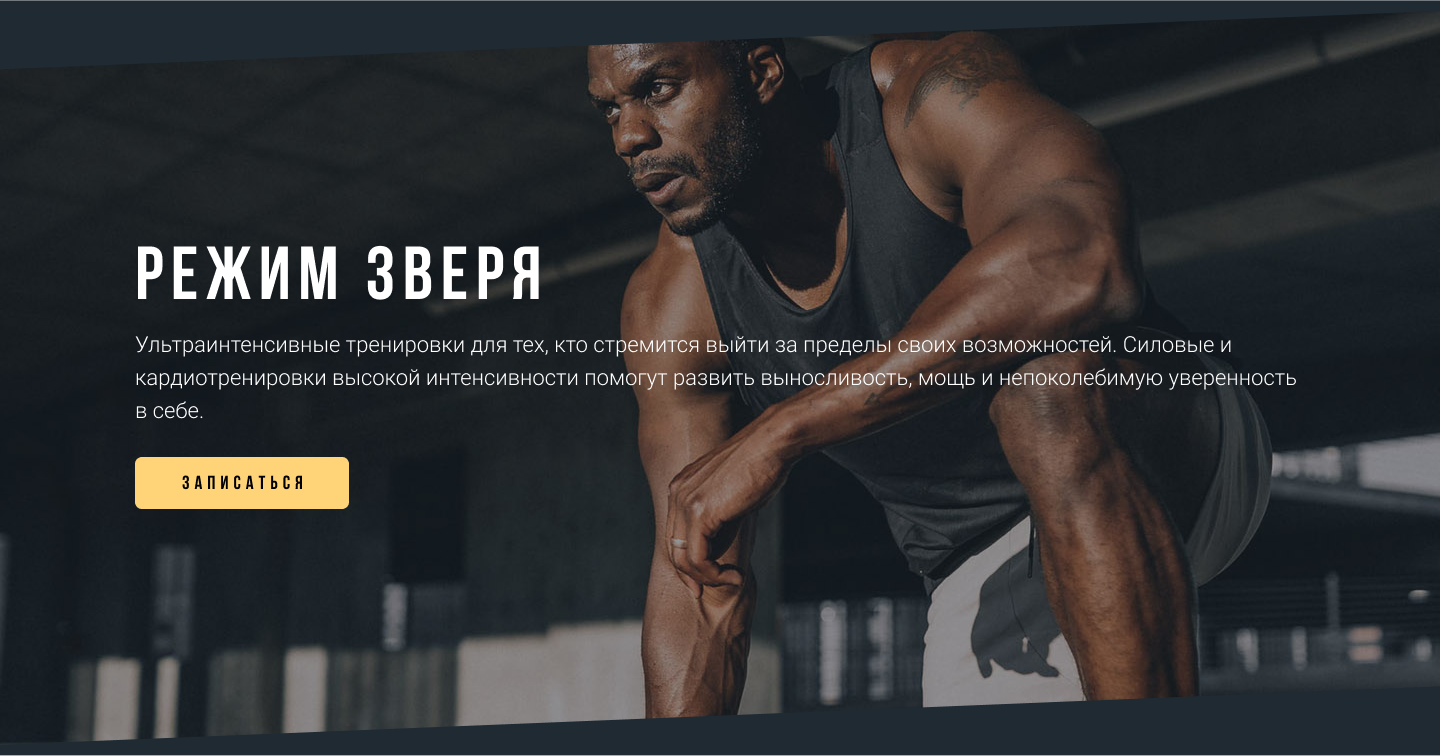 РЕЖИМ ЗВЕРЯ
Ультраинтенсивные тренировки для тех, кто стремится выйти за пределы своих возможностей. Силовые и
кардиотренировки высокой интенсивности помогут развить выносливость, мощь и непоколебимую уверенность
в себе.
ЗАПИСАТЬСЯ